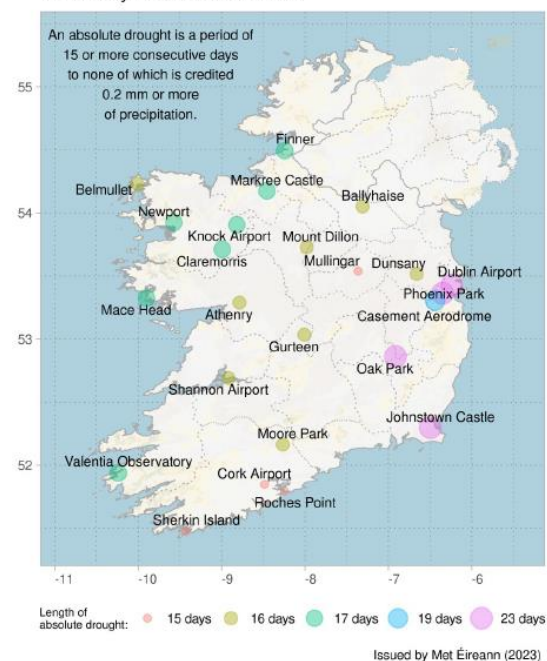 An absolute drought is a period of
15 or more consecutive days
to none of which is credited
0.2 mm or more
of precipitation.
55
Finner
Markree Castle
Belmullet
Ballyhaise
54
Newport
Knock Airport
Mount Dillon
Claremorris
Mullingar
Dunsany
Dublin Airport
Phoenix Park
Mace Head
Athenry
Casement Aerodrome
53
Gurteen
Oak Park
Shannon Airport
Johnstown Castle
Moore Park
Valentia Observatory
52
Cork Airport
Roches Point
Sherkin Island
-11 -10 -9 -8 -7 -6
Length of
absolute drought: 15 days 16 days 17 days 19 days 23 days
Issued by Met Éireann (2023)